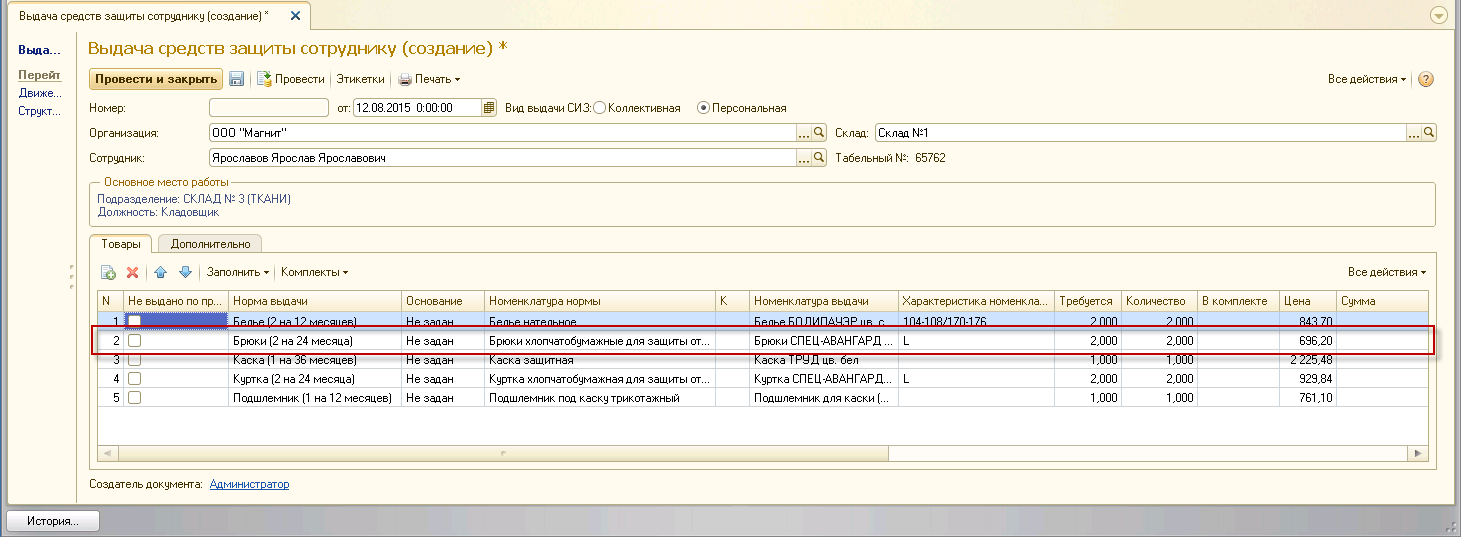 Выдача средств защиты сотруднику (создание) *
Выда...
Перейт
Движе...
Структ...
Выдача средств защиты сотруднику (создание) *
Провести и закрыть Провести Этикетки Печать Все действия ?
Номер: от: 12.08.2015 0:00:00 Вид выдачи СИЗ: Коллективная Персональная
Организация: ООО "Магнит" ... Склад: Склад №1 ...
Сотрудник: Ярославов Ярослав Ярославович ... Табельный №: 65762
Основное место работы
Подразделение: СКЛАД № 3 (ТКАНИ)
Должность: Кладовщик
Товары Дополнительно
Заполнить Комплекты Все действия
N Не выдано по пр... Норма выдачи Основание Номенклатура нормы К Номенклатура выдачи Характеристика номенкла... Требуется Количество В комплекте Цена Сумма
1 Белье (2 на 12 месяцев) Не задан Белье нательное Белье БОДИПАУЭР цв. с... 104-108/170-176 2,000 2,000 843,70
2 Брюки (2 на 24 месяца) Не задан Брюки хлопчатобумажные для защиты от... Брюки СПЕЦ-АВАНГАРД ... L 2,000 2,000 696,20
3 Каска (1 на 36 месяцев) Не задан Каска защитная Каска ТРУД цв. бел 1,000 1,000 2 225,48
4 Куртка (2 на 24 месяца) Не задан Куртка хлопчатобумажная для защиты от... Куртка СПЕЦ-АВАНГАРД... L 2,000 2,000 929,84
5 Подшлемник (1 на 12 месяцев) Не задан Подшлемник под каску трикотажный Подшлемник для каски (... 1,000 1,000 761,10
Создатель документа: Администратор
История...